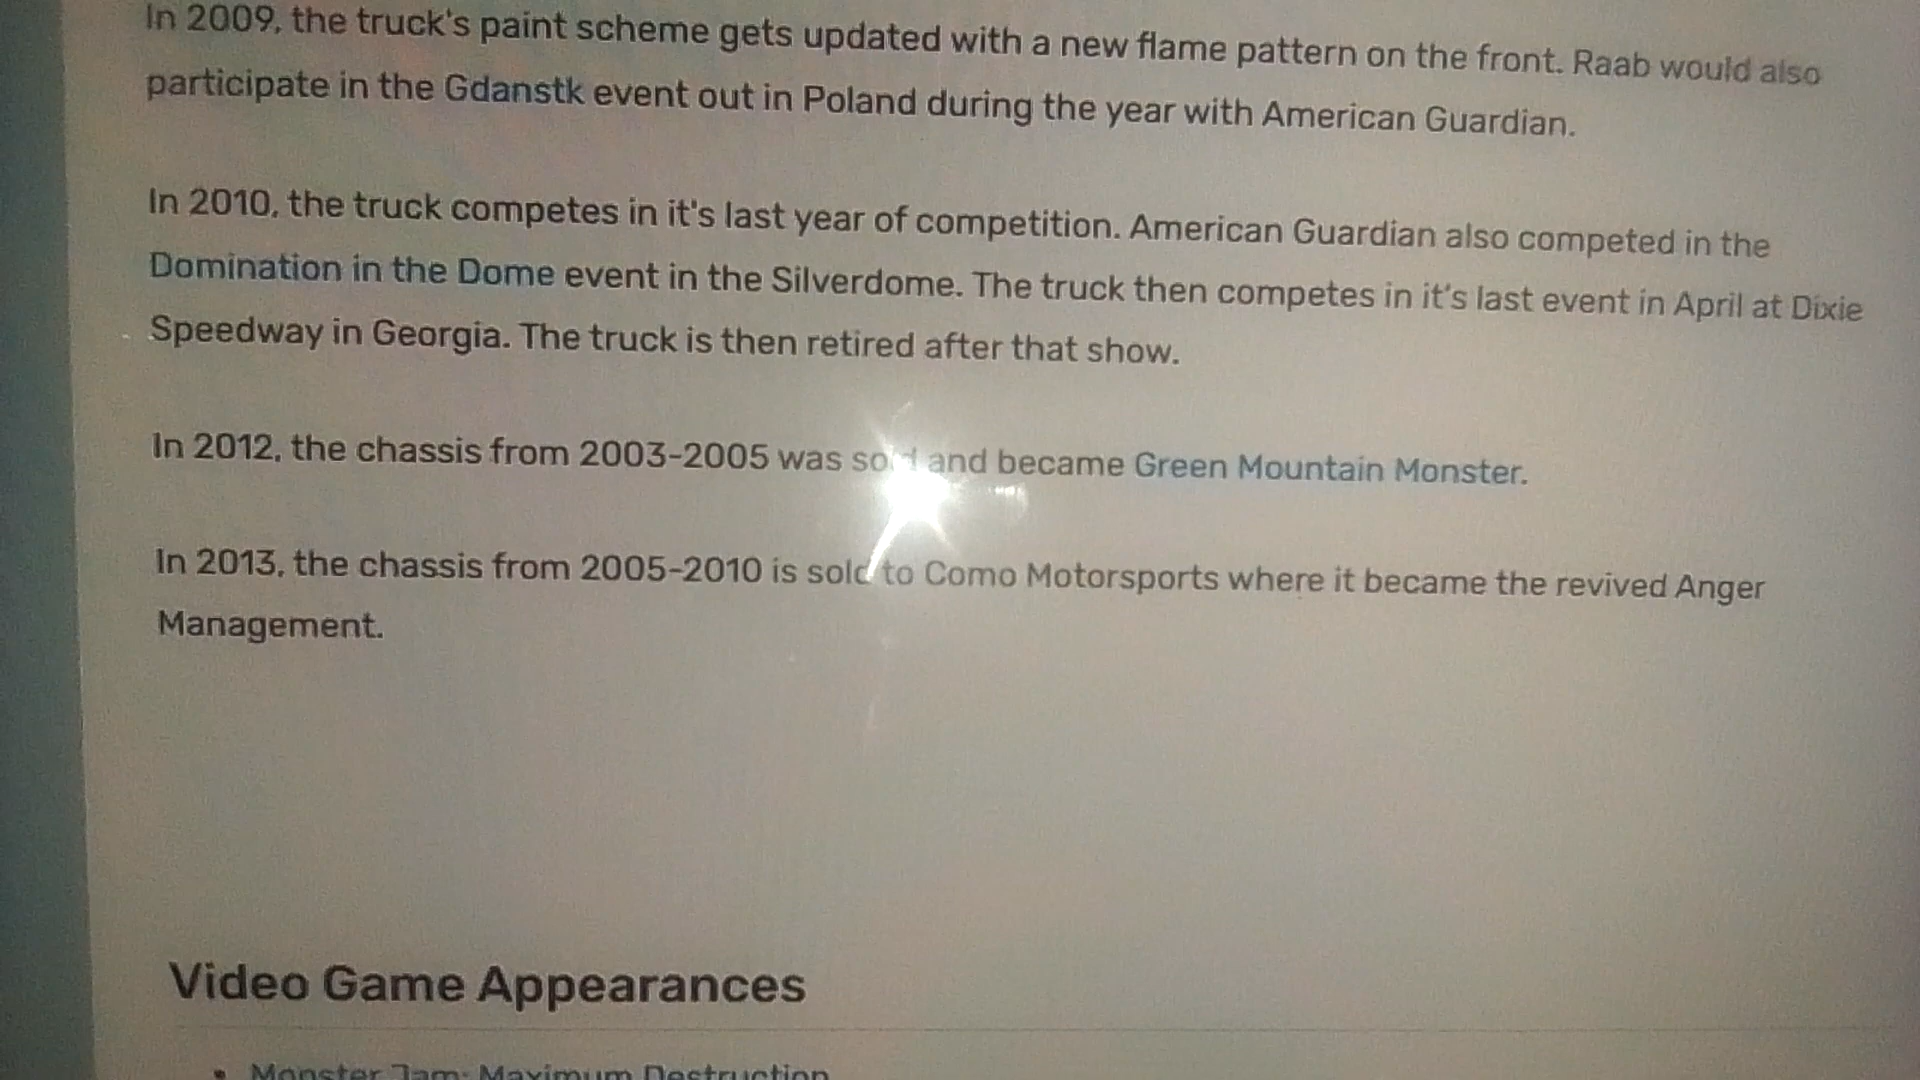 In 2009, the truck's paint scheme gets updated with a new flame pattern on the front. Raab would also
participate in the Gdanstk event out in Poland during the year with American Guardian.
In 2010, the truck competes in it's last year of competition. American Guardian also competed in the
Domination in the Dome event in the Silverdome. The truck then competes in it's last event in April at Dixie
Speedway in Georgia. The truck is then retired after that show.
In 2012, the chassis from 2003-2005 was sold and became Green Mountain Monster.
In 2013, the chassis from 2005-2010 is sold to Como Motorsports where it became the revived Anger
Management.
Video Game Appearances
• Monster Jam: Maximum Destruction